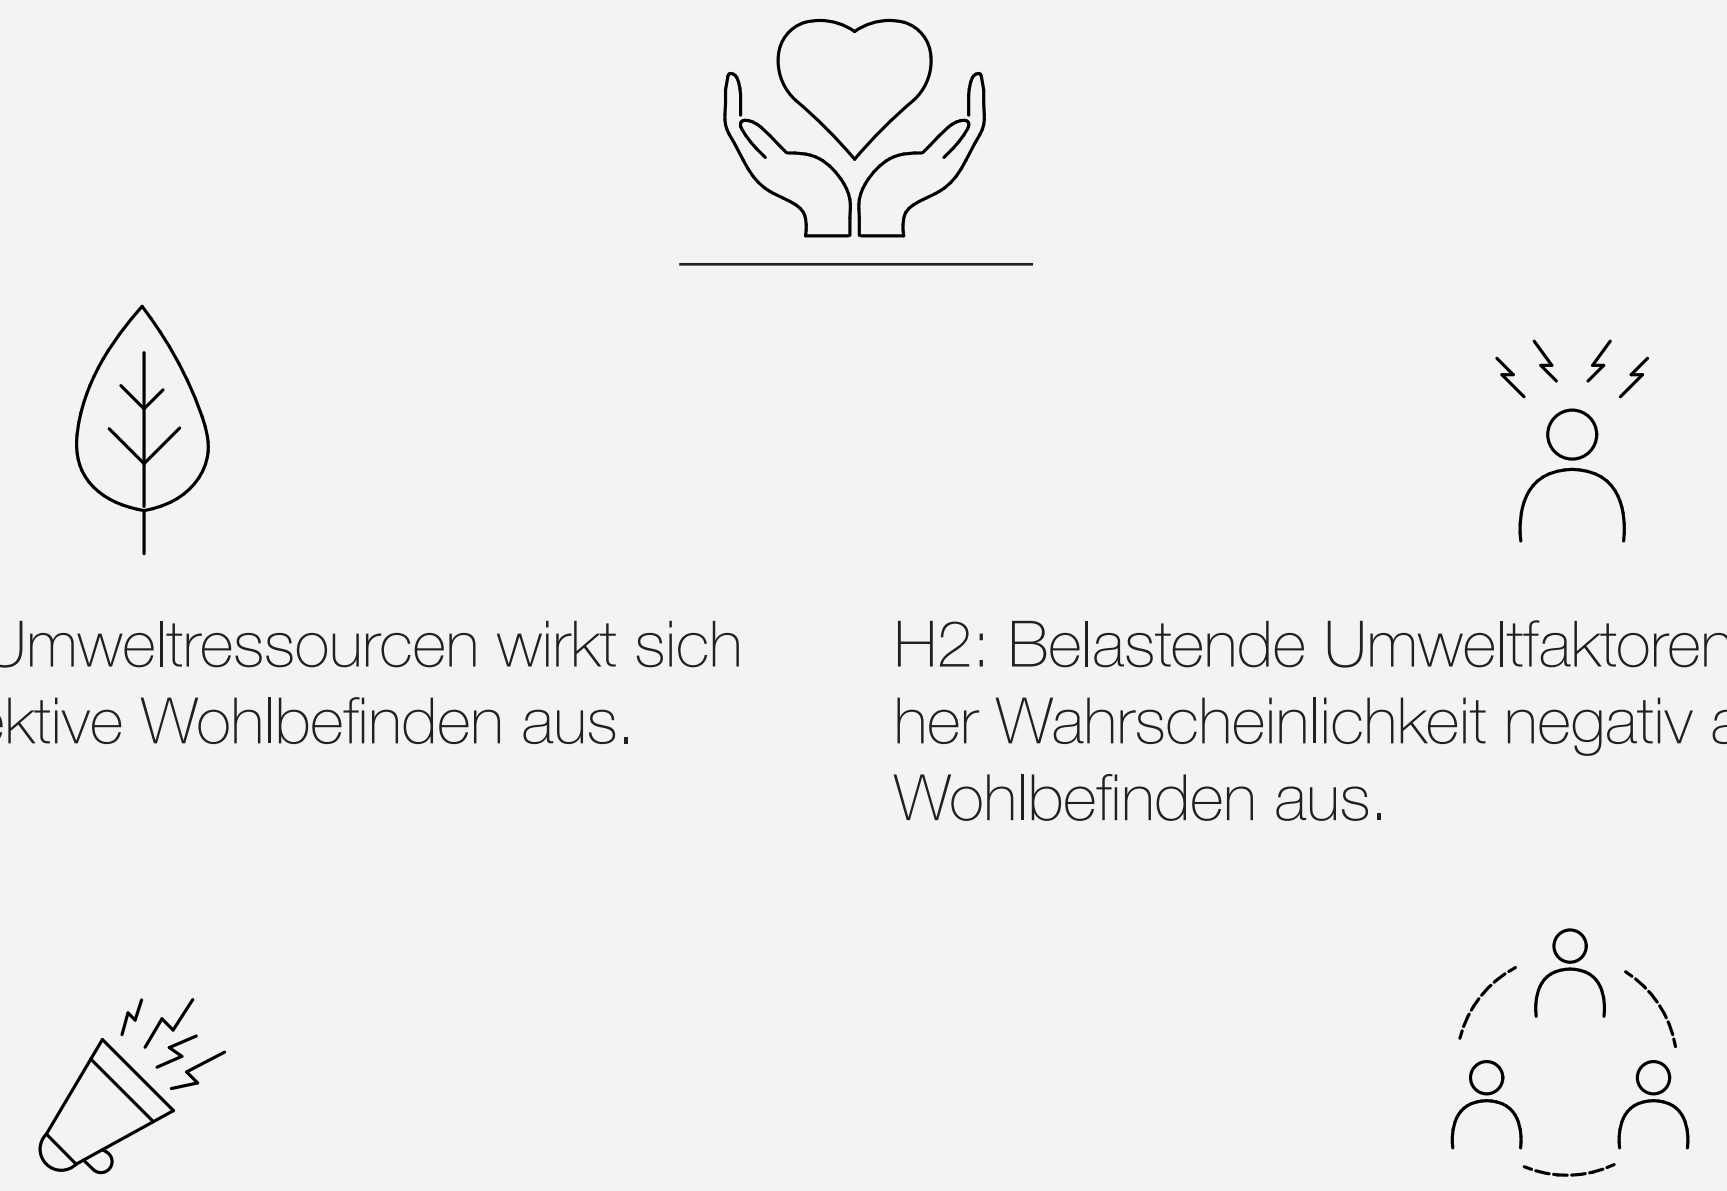 Umweltressourcen wirkt sich
ektive Wohlbefinden aus.
H2: Belastende Umweltfaktoren
her Wahrscheinlichkeit negativ a
Wohlbefinden aus.